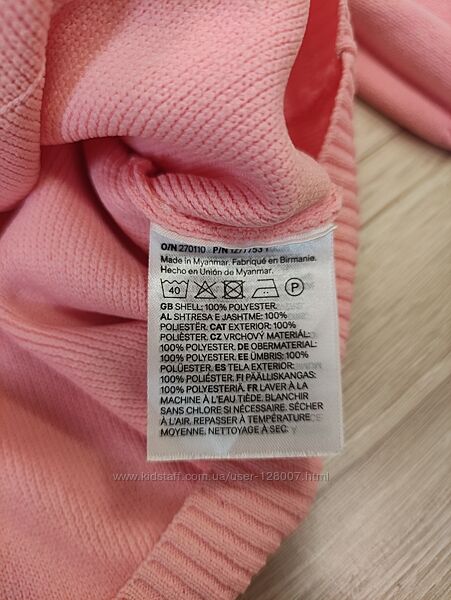 O/N 270110 P/N 1277753
Made in Myanmar. Fabriqué en Birmanie.
Hecho en Unión de Myanmar.
40 P
GB SHELL: 100% POLYESTER.
AL SHTRESA E JASHTME: 100%
POLIESTËR. CAT EXTERIOR: 100%
POLIÈSTER. CZ VRCHOVÝ MATERIÁL:
100% POLYESTER. DE OBERMATERIAL:
100% POLYESTER. EE ÜMBRIS: 100%
POLÜESTER. ES TELA EXTERIOR:
100% POLIÉSTER. FI PÄÄLLISKANGAS:
100% POLYESTERIÄ. FR LAVER À LA
MACHINE À L'EAU TIÈDE. BLANCHIR
SANS CHLORE SI NÉCESSAIRE. SÉCHER
À L'AIR. REPASSER À TEMPÉRATURE
MOYENNE. NETTOYAGE À SEC.
www.kidstaff.com.ua/user-128007.html